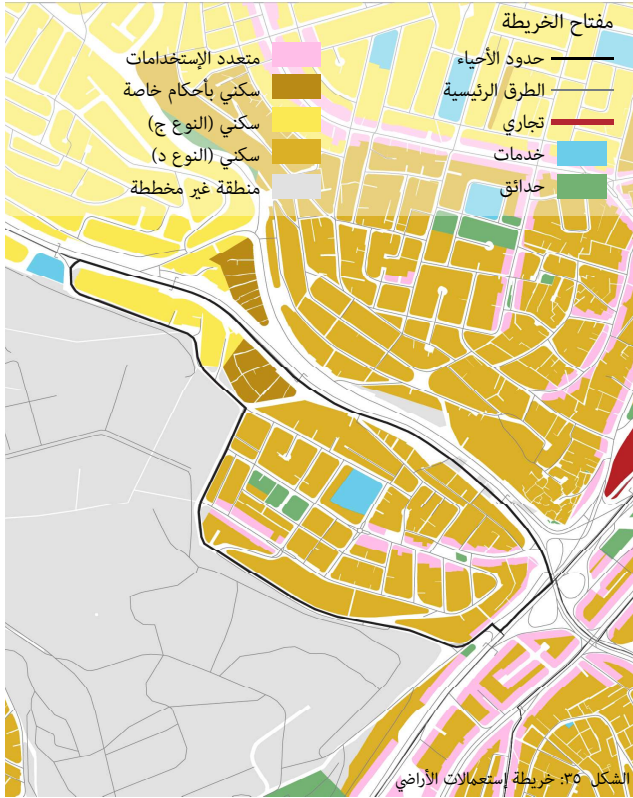 مفتاح الخريطة
حدود الأحياء
الطرق الرئيسية
تجاري
خدمات
حدائق
متعدد الإستخدامات
سكني بأحكام خاصة
سكني (النوع ج)
سكني (النوع د)
منطقة غير مخططة
الشكل ٣٥: خريطة إستعمالات الأراضي